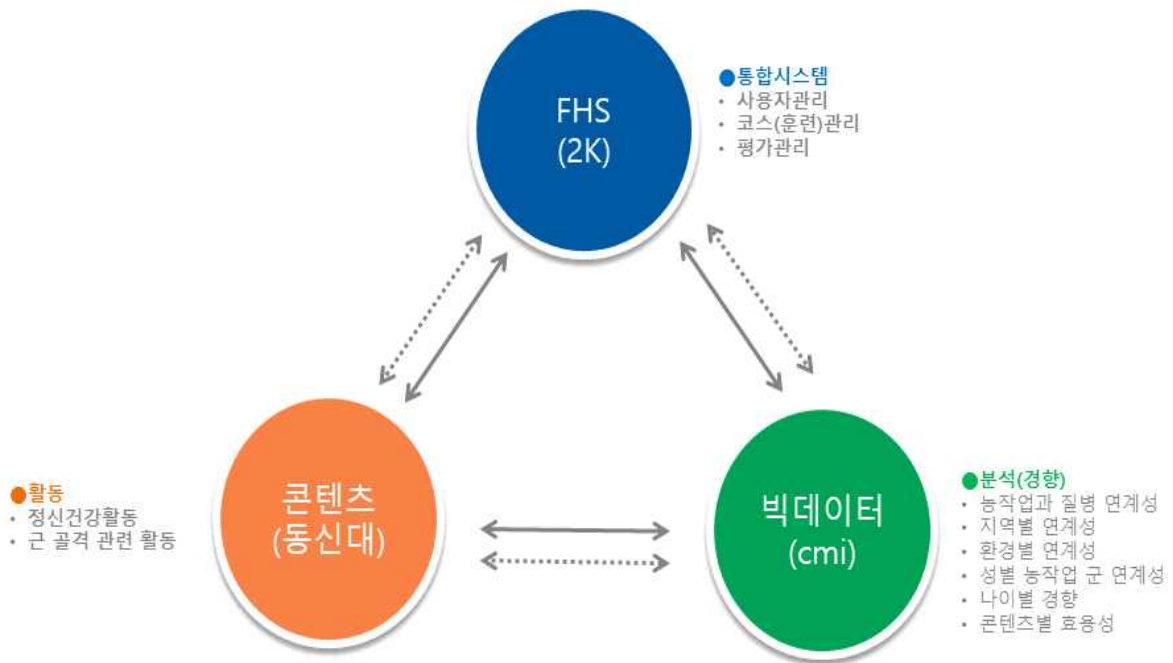 FHS
(2K)
●통합시스템
• 사용자관리
• 코스(훈련)관리
• 평가관리
콘텐츠
(동신대)
●활동
• 정신건강활동
• 근 골격 관련 활동
빅데이터
(cmi)
●분석(경향)
• 농작업과 질병 연계성
• 지역별 연계성
• 환경별 연계성
• 성별 농작업 군 연계성
• 나이별 경향
• 콘텐츠별 효용성